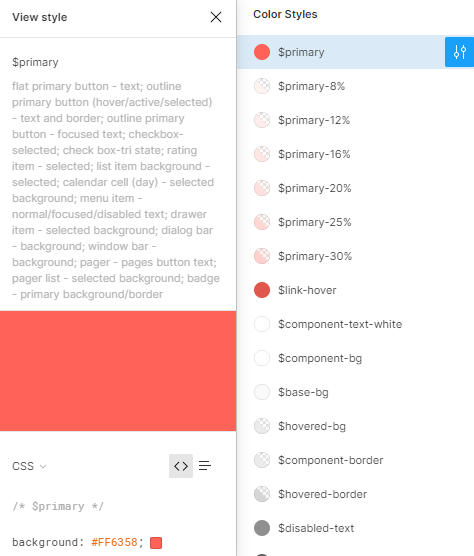 View style
$primary
flat primary button - text; outline
primary button (hover/active/selected)
- text and border; outline primary
button - focused text; checkbox-
selected; check box-tri state; rating
item - selected; list item background -
selected; calendar cell (day) - selected
background; menu item -
normal/focused/disabled text; drawer
item - selected background; dialog bar
- background; window bar -
background; pager - pages button text;
pager list - selected background; badge
- primary background/border
CSS
/* $primary */
background: #FF6358;
Color Styles
$primary
$primary-8%
$primary-12%
$primary-16%
$primary-20%
$primary-25%
$primary-30%
$link-hover
$component-text-white
$component-bg
$base-bg
$hovered-bg
$component-border
$hovered-border
$disabled-text